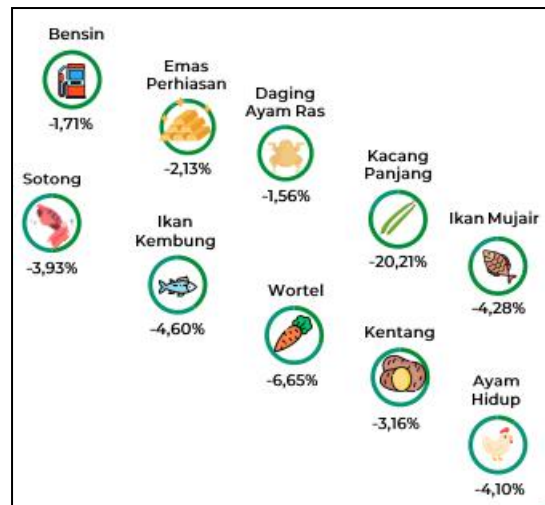 Bensin
-1,71%
Emas
Perhiasan
-2,13%
Daging
Ayam Ras
-1,56%
Kacang
Panjang
-20,21%
Ikan Mujair
-4,28%
Sotong
-3,93%
Ikan
Kembung
-4,60%
Wortel
-6,65%
Kentang
-3,16%
Ayam
Hidup
-4,10%